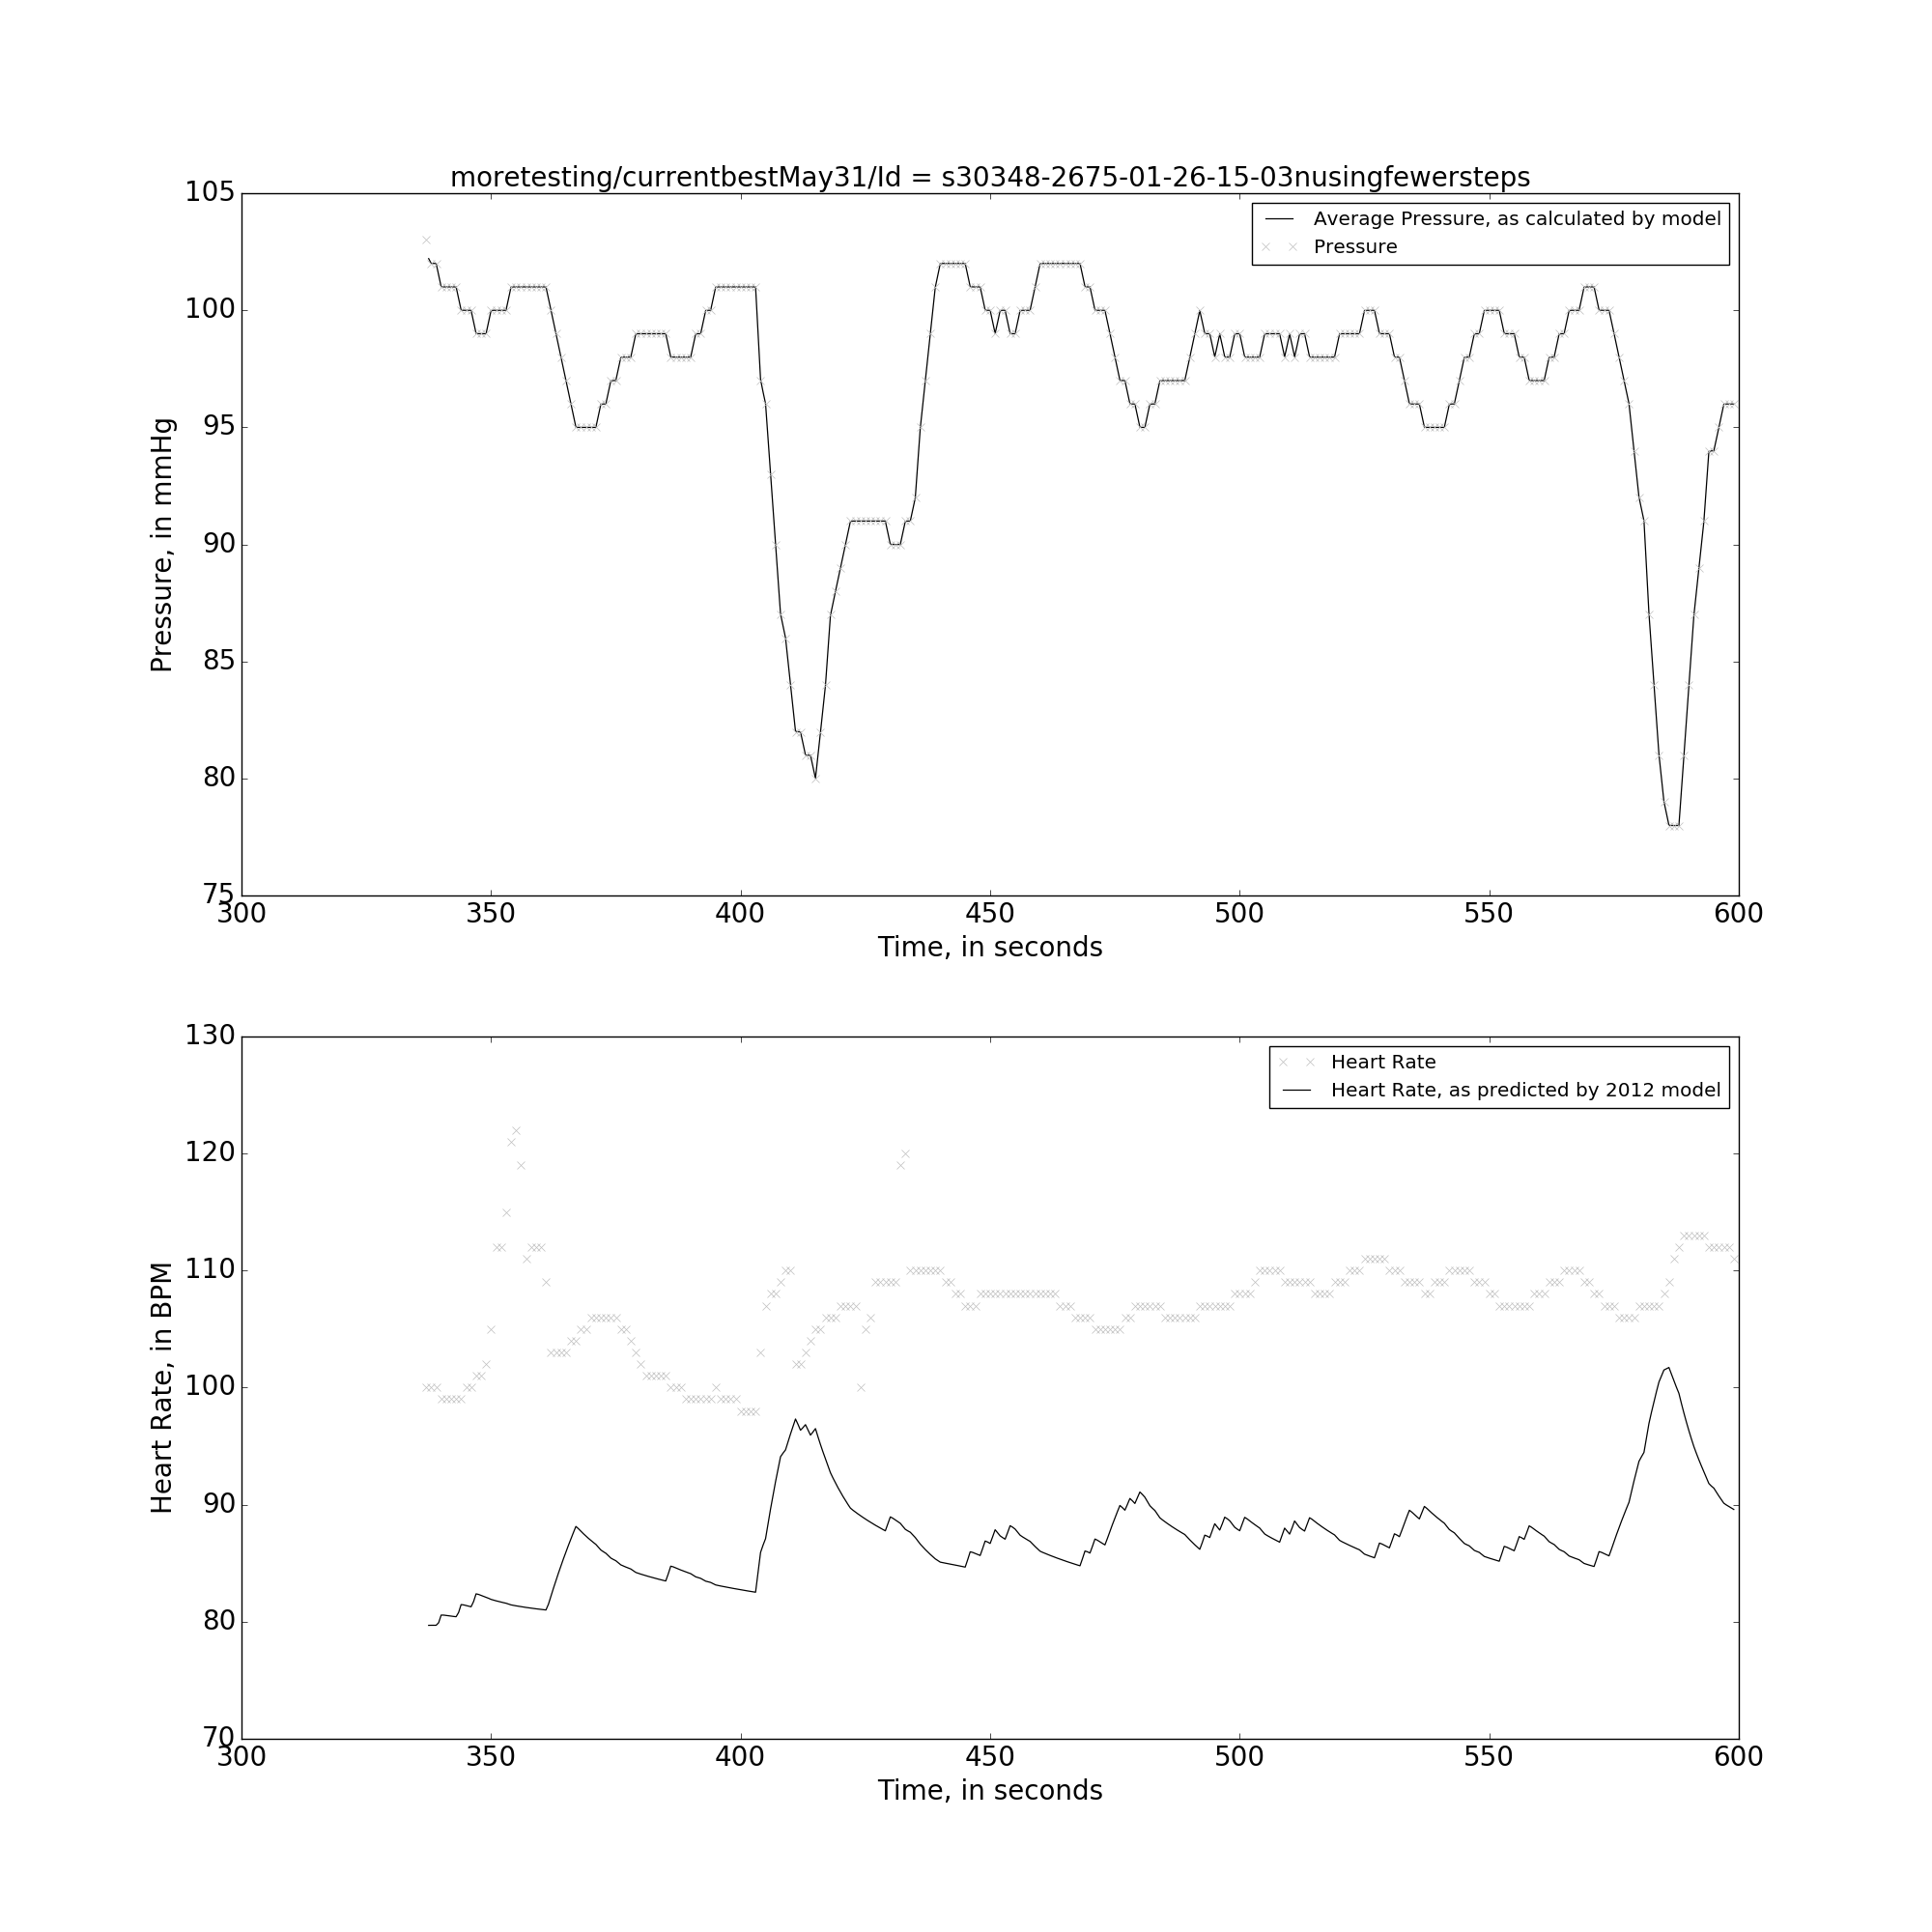 moretesting/currentbestMay31/Id = s30348-2675-01-26-15-03nusingfewersteps
105
100
95
90
85
80
75
Pressure, in mmHg
Average Pressure, as calculated by model
Pressure
300 350 400 450 500 550 600
Time, in seconds
130
120
110
100
90
80
70
Heart Rate, in BPM
Heart Rate
Heart Rate, as predicted by 2012 model
300 350 400 450 500 550 600
Time, in seconds